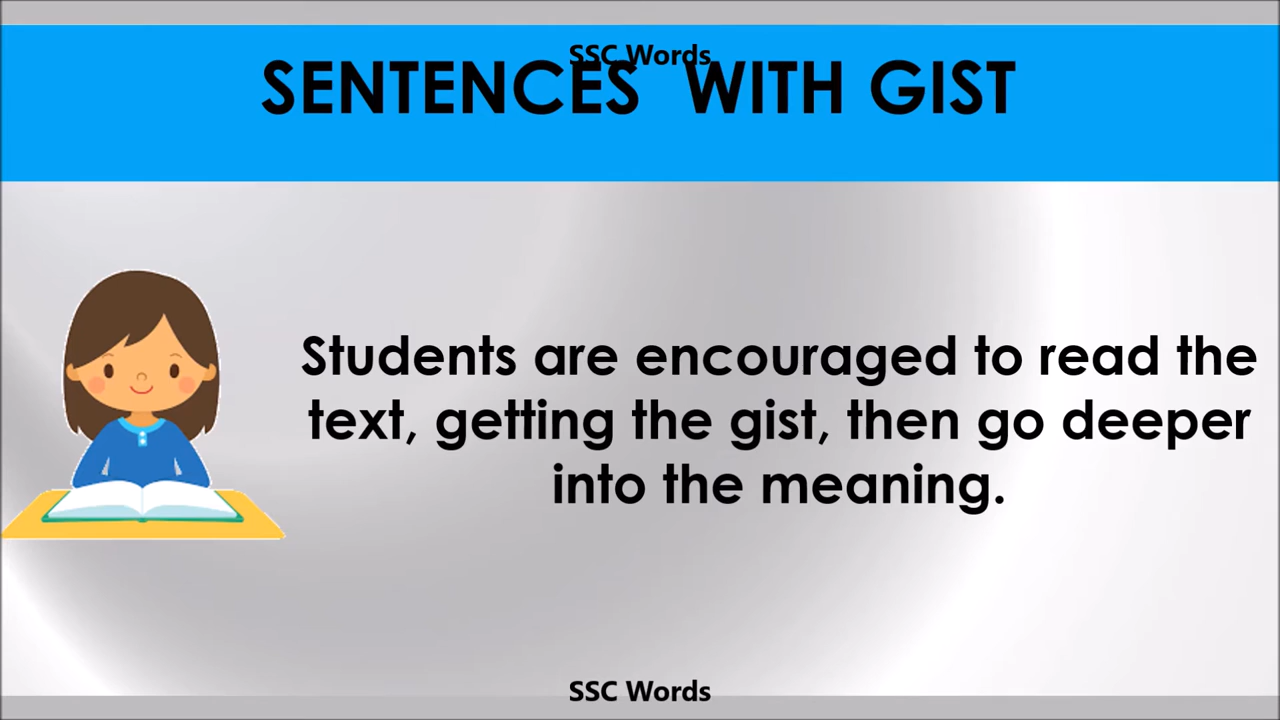 SSC Words
SENTENCES WITH GIST
Students are encouraged to read the
text, getting the gist, then go deeper
into the meaning.
SSC Words